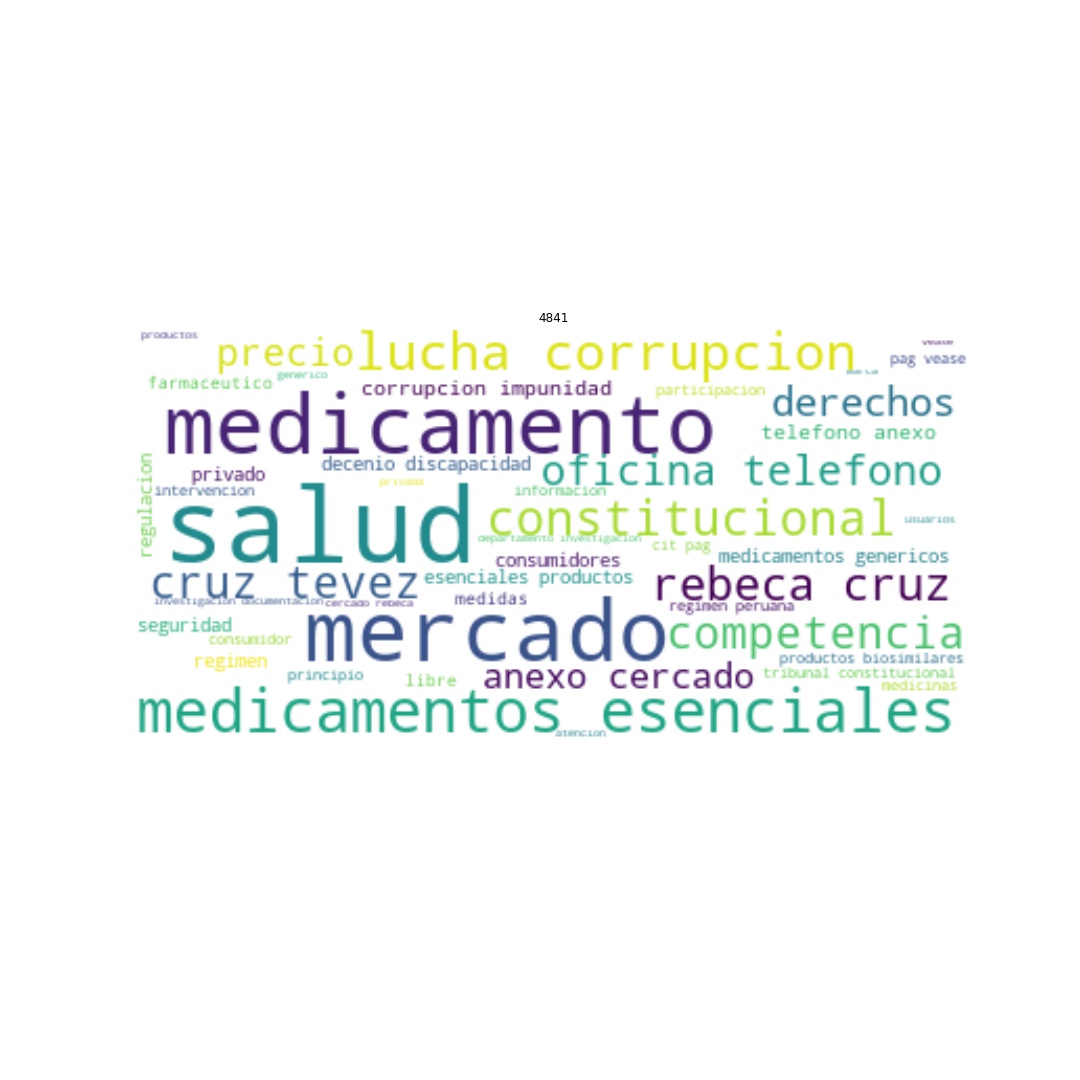 4841
productos
precio
lucha corrupcion
vease
pag vease
farmaceutico
generico
corrupcion impunidad
participacion
marca
medicamento
derechos
telefono anexo
regulacion
privado
decenio discapacidad
oficina telefono
intervencion
privada
informacion
salud
constitucional
usuarios
departamento investigacion
cit pag
consumidores
medicamentos genericos
cruz tevez
esenciales productos
rebeca cruz
investigacion documentacion
cercado rebeca
medidas
regimen peruana
mercado
seguridad
consumidor
competencia
regimen
productos biosimilares
principio
libre
anexo cercado
tribunal constitucional
medicinas
medicamentos esenciales
atencion